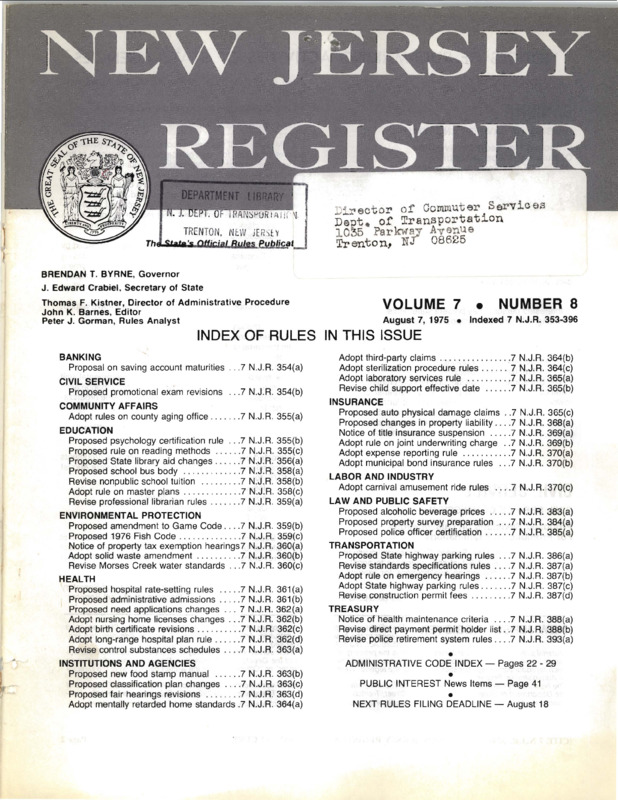 NEW JERSEY
REGISTER
THE GREAT SEAL OF THE STATE OF NEW JERSEY
DEPARTMENT LIBRARY
N. J. DEPT. OF TRANSPORTATION
TRENTON, NEW JERSEY
The State's Official Rules Publicat
Director of Commuter Services
Dept. of Transportation
1035 Parkway Avenue
Trenton, NJ 08625
BRENDAN T. BYRNE, Governor
J. Edward Crabiel, Secretary of State
Thomas F. Kistner, Director of Administrative Procedure
John K. Barnes, Editor
Peter J. Gorman, Rules Analyst
VOLUME 7 • NUMBER 8
August 7, 1975 • Indexed 7 N.J.R. 353-396
INDEX OF RULES IN THIS ISSUE
BANKING
Proposal on saving account maturities ...7 N.J.R. 354(a)
CIVIL SERVICE
Proposed promotional exam revisions ...7 N.J.R. 354(b)
COMMUNITY AFFAIRS
Adopt rules on county aging office .......7 N.J.R. 355(a)
EDUCATION
Proposed psychology certification rule ...7 N.J.R. 355(b)
Proposed rule on reading methods .......7 N.J.R. 355(c)
Proposed State library aid changes ......7 N.J.R. 356(a)
Proposed school bus body ............7 N.J.R. 358(a)
Revise nonpublic school tuition .........7 N.J.R. 358(b)
Adopt rule on master plans ............7 N.J.R. 358(c)
Revise professional librarian rules .......7 N.J.R. 359(a)
ENVIRONMENTAL PROTECTION
Proposed amendment to Game Code ....7 N.J.R. 359(b)
Proposed 1976 Fish Code .............7 N.J.R. 359(c)
Notice of property tax exemption hearings7 N.J.R. 360(a)
Adopt solid waste amendment .........7 N.J.R. 360(b)
Revise Morses Creek water standards ...7 N.J.R. 360(c)
HEALTH
Proposed hospital rate-setting rules .....7 N.J.R. 361(a)
Proposed administrative admissions .....7 N.J.R. 361(b)
Proposed need applications changes ... 7 N.J.R. 362(a)
Adopt nursing home licenses changes ...7 N.J.R. 362(b)
Adopt birth certificate revisions .........7 N.J.R. 362(c)
Adopt long-range hospital plan rule ......7 N.J.R. 362(d)
Revise control substances schedules ....7 N.J.R. 363(a)
INSTITUTIONS AND AGENCIES
Proposed new food stamp manual ......7 N.J.R. 363(b)
Proposed classification plan changes ....7 N.J.R. 363(c)
Proposed fair hearings revisions ........7 N.J.R. 363(d)
Adopt mentally retarded home standards .7 N.J.R. 364(a)
Adopt third-party claims ................7 N.J.R. 364(b)
Adopt sterilization procedure rules ...... 7 N.J.R. 364(c)
Adopt laboratory services rule ..........7 N.J.R. 365(a)
Revise child support effective date ......7 N.J.R. 365(b)
INSURANCE
Proposed auto physical damage claims ..7 N.J.R. 365(c)
Proposed changes in property liability ....7 N.J.R. 368(a)
Notice of title insurance suspension .....7 N.J.R. 369(a)
Adopt rule on joint underwriting charge ..7 N.J.R. 369(b)
Adopt expense reporting rule ...........7 N.J.R. 370(a)
Adopt municipal bond insurance rules ...7 N.J.R. 370(b)
LABOR AND INDUSTRY
Adopt carnival amusement ride rules ....7 N.J.R. 370(c)
LAW AND PUBLIC SAFETY
Proposed alcoholic beverage prices .....7 N.J.R. 383(a)
Proposed property survey preparation ...7 N.J.R. 384(a)
Proposed police officer certification .....7 N.J.R. 385(a)
TRANSPORTATION
Proposed State highway parking rules ...7 N.J.R. 386(a)
Revise standards specifications rules ....7 N.J.R. 387(a)
Adopt rule on emergency hearings ......7 N.J.R. 387(b)
Adopt State highway parking rules .......7 N.J.R. 387(c)
Revise construction permit fees ........7 N.J.R. 387(d)
TREASURY
Notice of health maintenance criteria ....7 N.J.R. 388(a)
Revise direct payment permit holder list ..7 N.J.R. 388(b)
Revise police retirement system rules ....7 N.J.R. 393(a)
•
ADMINISTRATIVE CODE INDEX — Pages 22 - 29
•
PUBLIC INTEREST News Items — Page 41
•
NEXT RULES FILING DEADLINE — August 18